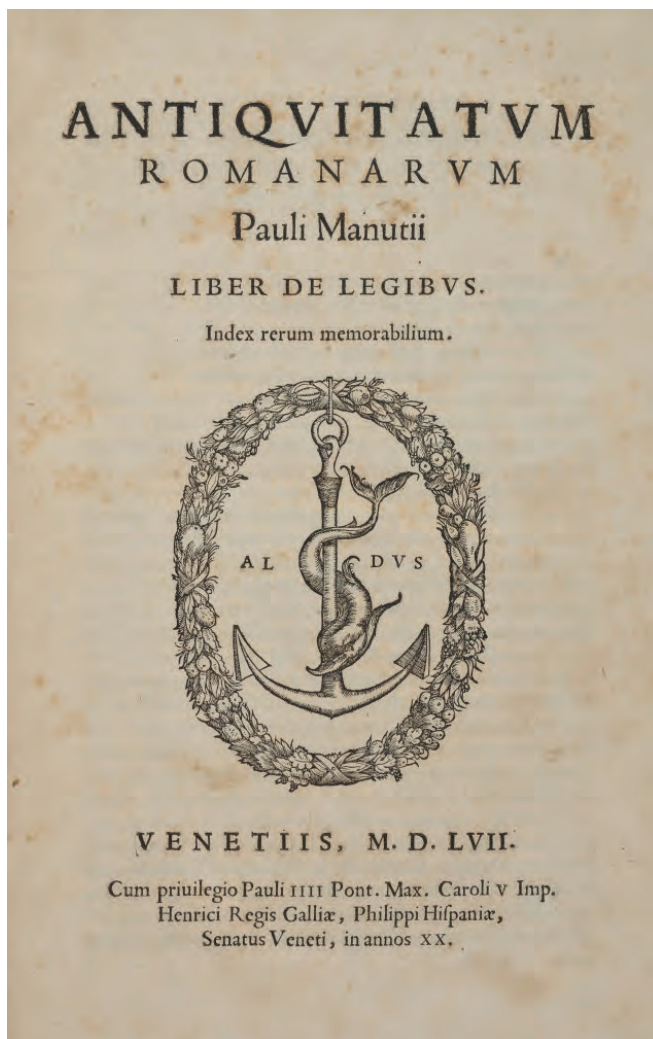 ANTIQVITATVM
ROMANARVM
Pauli Manutii
LIBER DE LEGIBVS.
Index rerum memorabilium.
AL DVS
VENETIIS, M. D. LVII.
Cum priuilegio Pauli IIII Pont. Max. Caroli V Imp.
Henrici Regis Galliæ, Philippi Hiſpaniæ,
Senatus Veneti, in annos XX.